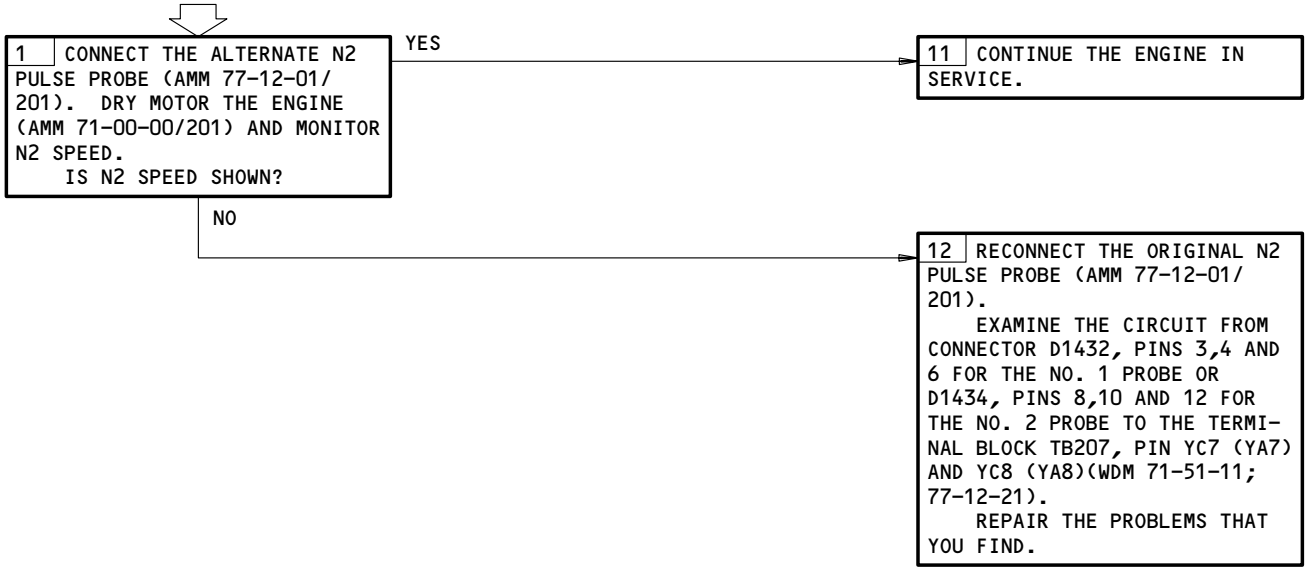 1 CONNECT THE ALTERNATE N2
PULSE PROBE (AMM 77-12-01/
201). DRY MOTOR THE ENGINE
(AMM 71-00-00/201) AND MONITOR
N2 SPEED.
IS N2 SPEED SHOWN?
YES
11 CONTINUE THE ENGINE IN
SERVICE.
NO
12 RECONNECT THE ORIGINAL N2
PULSE PROBE (AMM 77-12-01/
201).
EXAMINE THE CIRCUIT FROM
CONNECTOR D1432, PINS 3,4 AND
6 FOR THE NO. 1 PROBE OR
D1434, PINS 8,10 AND 12 FOR
THE NO. 2 PROBE TO THE TERMI-
NAL BLOCK TB207, PIN YC7 (YA7)
AND YC8 (YA8)(WDM 71-51-11;
77-12-21).
REPAIR THE PROBLEMS THAT
YOU FIND.